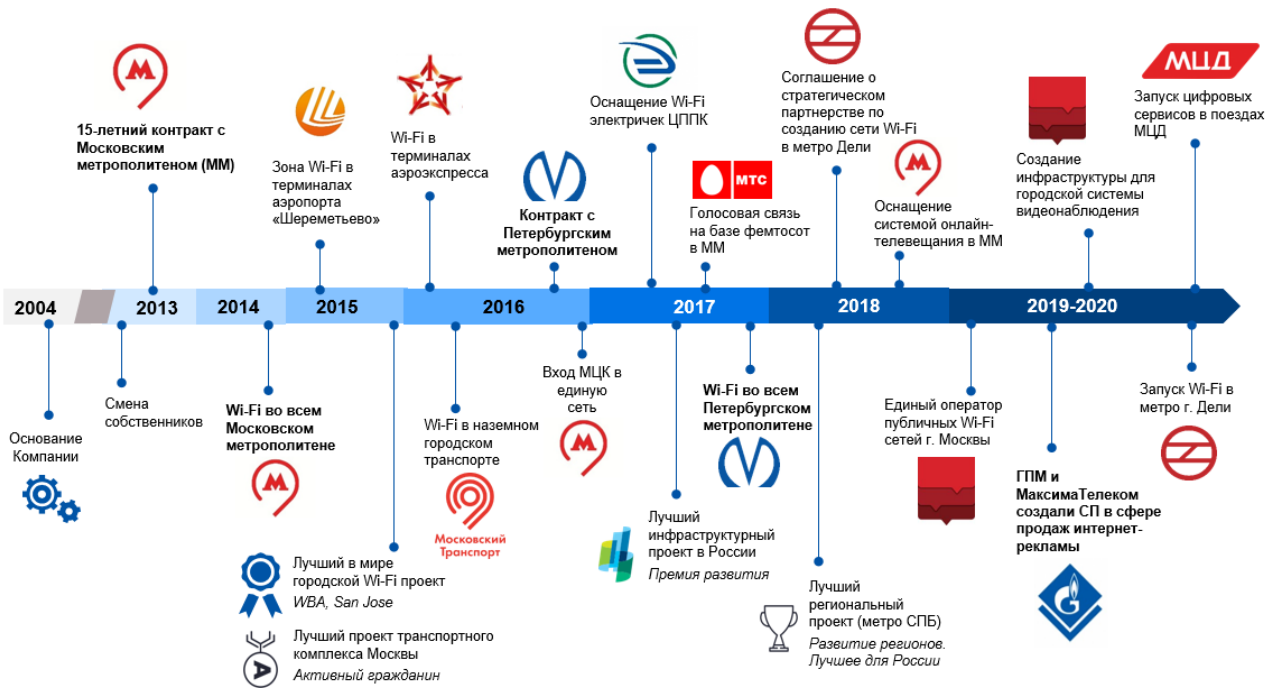 15-летний контракт с
Московским
метрополитеном (ММ)
Зона Wi-Fi в
терминалах
аэропорта
«Шереметьево»
Wi-Fi в
терминалах
аэроэкспресса
Контракт с
Петербургским
метрополитеном
Оснащение Wi-Fi
электричек ЦППК
МТС
Голосовая связь
на базе фемтосот
в ММ
Соглашение о
стратегическом
партнерстве по
созданию сети Wi-Fi
в метро Дели
Оснащение
системой онлайн-
телевещания в ММ
Создание
инфраструктуры для
городской системы
видеонаблюдения
МЦД
Запуск цифровых
сервисов в поездах
МЦД
2004
2013
2014
2015
2016
2017
2018
2019-2020
Основание
Компании
Смена
собственников
Wi-Fi во всем
Московском
метрополитене
Лучший в мире
городской Wi-Fi проект
WBA, San Jose
Лучший проект транспортного
комплекса Москвы
Активный гражданин
Wi-Fi в наземном
городском
транспорте
Московский
Транспорт
Вход МЦК в
единую
сеть
Лучший
инфраструктурный
проект в России
Премия развития
Wi-Fi во всем
Петербургском
метрополитене
Лучший
региональный
проект (метро СПБ)
Развитие регионов.
Лучшее для России
Единый оператор
публичных Wi-Fi
сетей г. Москвы
ГПМ и
МаксимаТелеком
создали СП в сфере
продаж интернет-
рекламы
Запуск Wi-Fi в
метро г. Дели